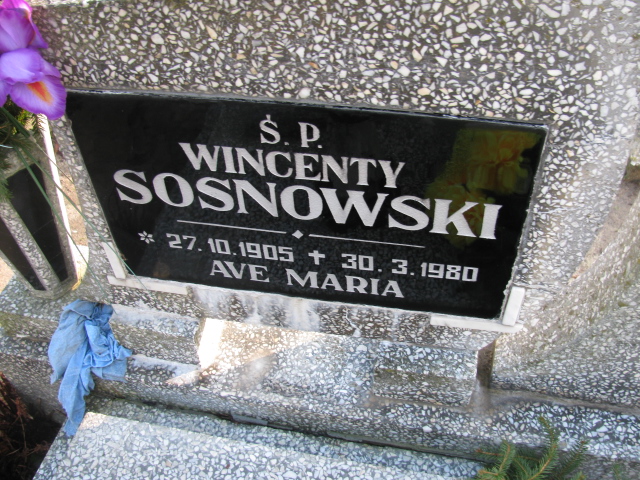 Ś. P.
WINCENTY
SOSNOWSKI
* 27. 10. 1905 + 30. 3. 1980
AVE MARIA